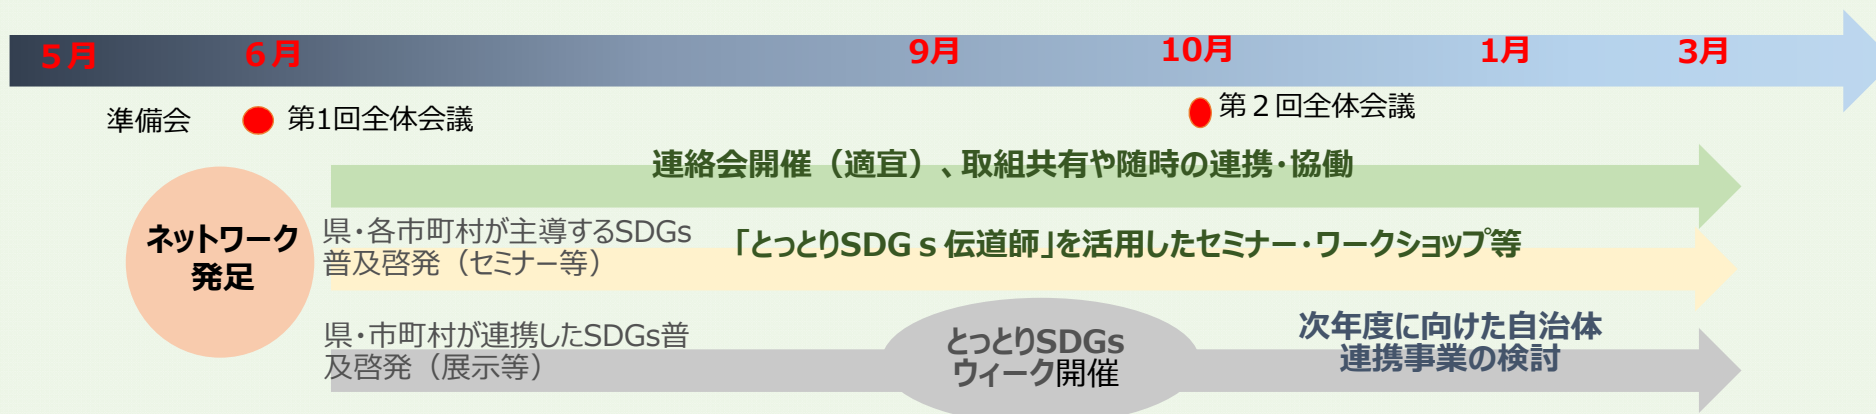 ５月 ６月 9月 10月 1月 3月
準備会 第1回全体会議 第２回全体会議
連絡会開催（適宜）、取組共有や随時の連携・協働
ネットワーク
発足
県・各市町村が主導するSDGs
普及啓発（セミナー等）
「とっとりSDGｓ伝道師」を活用したセミナー・ワークショップ等
県・市町村が連携したSDGs普
及啓発（展示等）
とっとりSDGs
ウィーク開催
次年度に向けた自治体
連携事業の検討